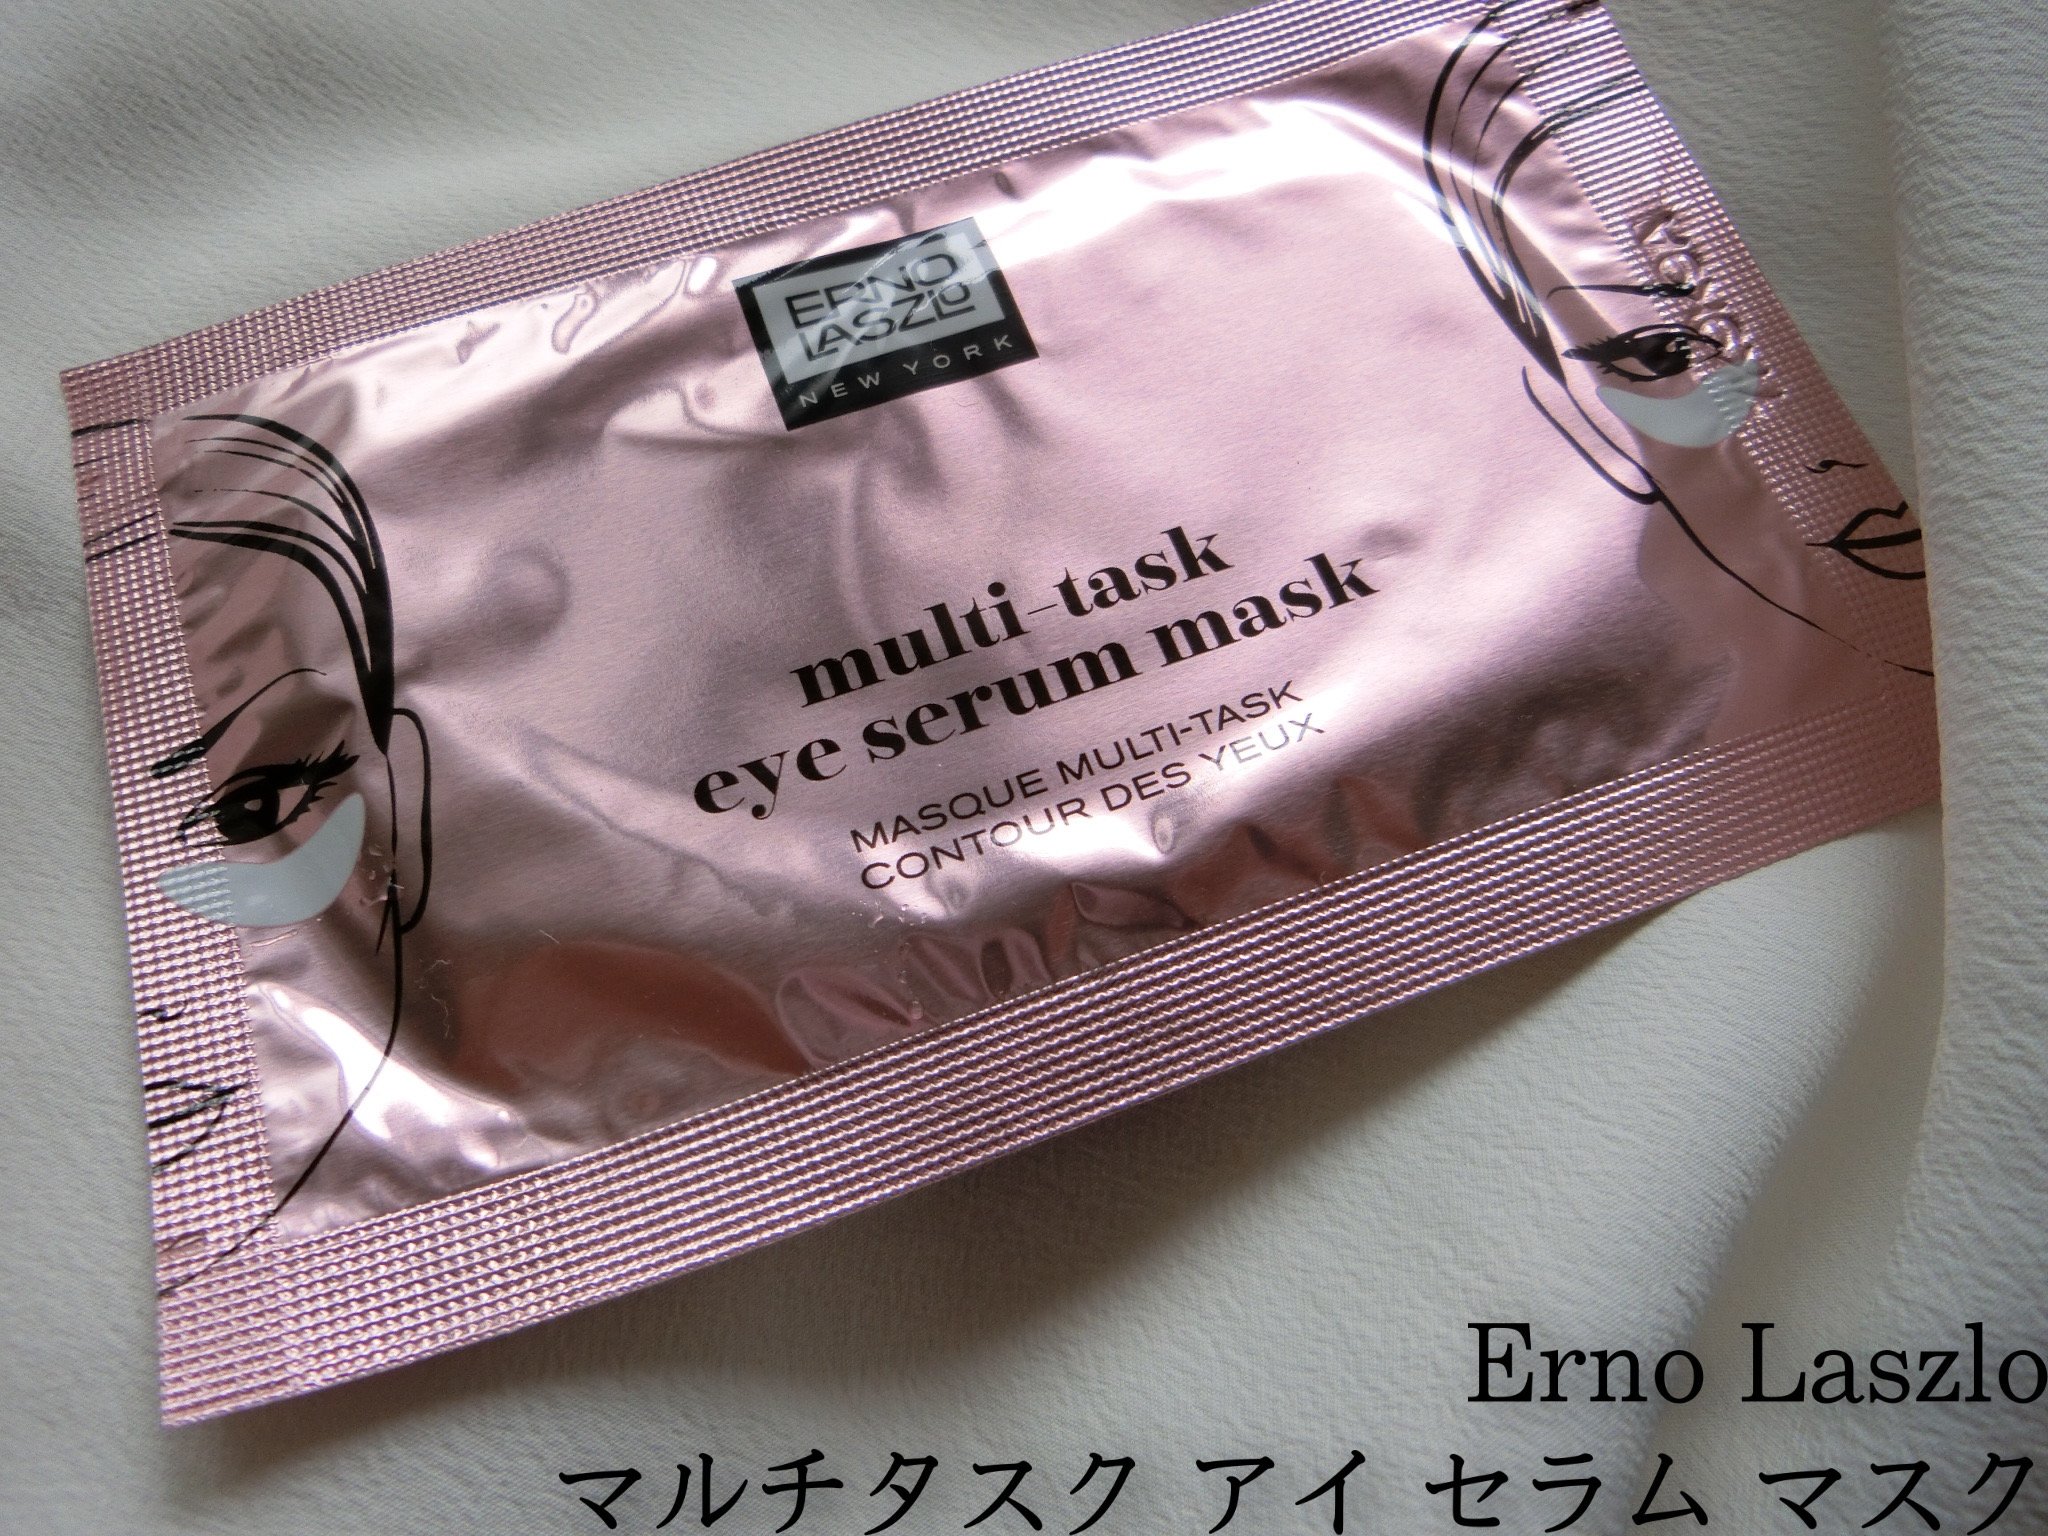 ERNO
LASZLO
NEW YORK
multi-task
eye serum mask
MASQUE MULTI-TASK
CONTOUR DES YEUX
Erno Laszlo
マルチタスク アイ セラム マスク